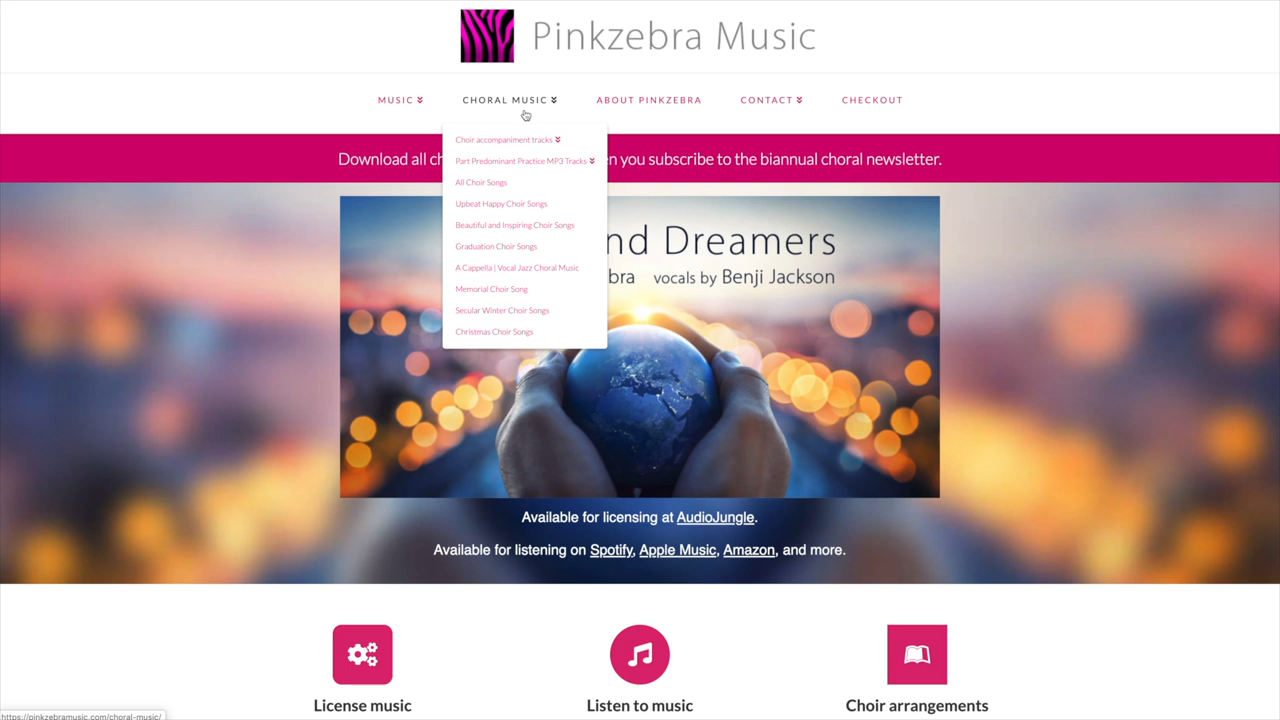 Pinkzebra Music
MUSIC
CHORAL MUSIC
ABOUT PINKZEBRA
CONTACT
CHECKOUT
Choir accompaniment tracks
Part Predominant Practice MP3 Tracks
All Choir Songs
Upbeat Happy Choir Songs
Beautiful and Inspiring Choir Songs
Graduation Choir Songs
A Cappella | Vocal Jazz Choral Music
Memorial Choir Song
Secular Winter Choir Songs
Christmas Choir Songs
Download all ch
n you subscribe to the biannual choral newsletter.
nd Dreamers
bra vocals by Benji Jackson
Available for licensing at AudioJungle.
Available for listening on Spotify, Apple Music, Amazon, and more.
License music
Listen to music
Choir arrangements
https://pinkzebramusic.com/choral-music/